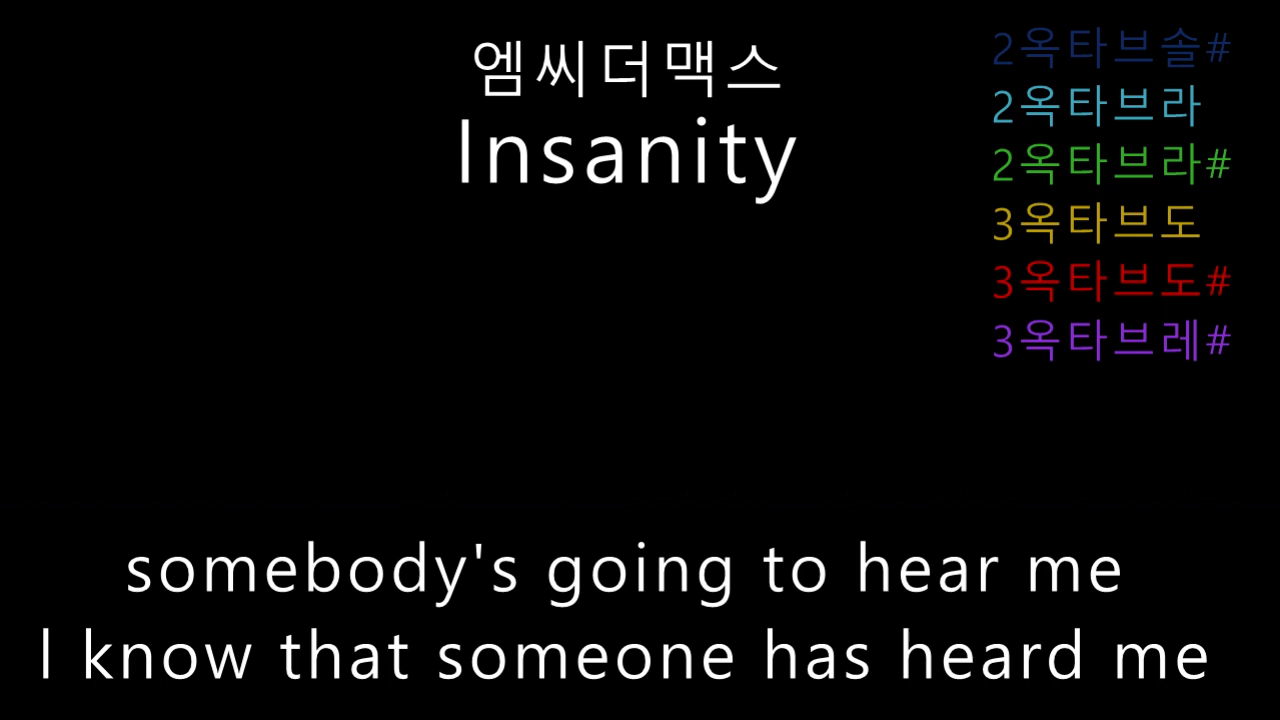 엠씨더맥스
Insanity
2옥타브솔#
2옥타브라
2옥타브라#
3옥타브도
3옥타브도#
3옥타브레#
somebody's going to hear me
I know that someone has heard me